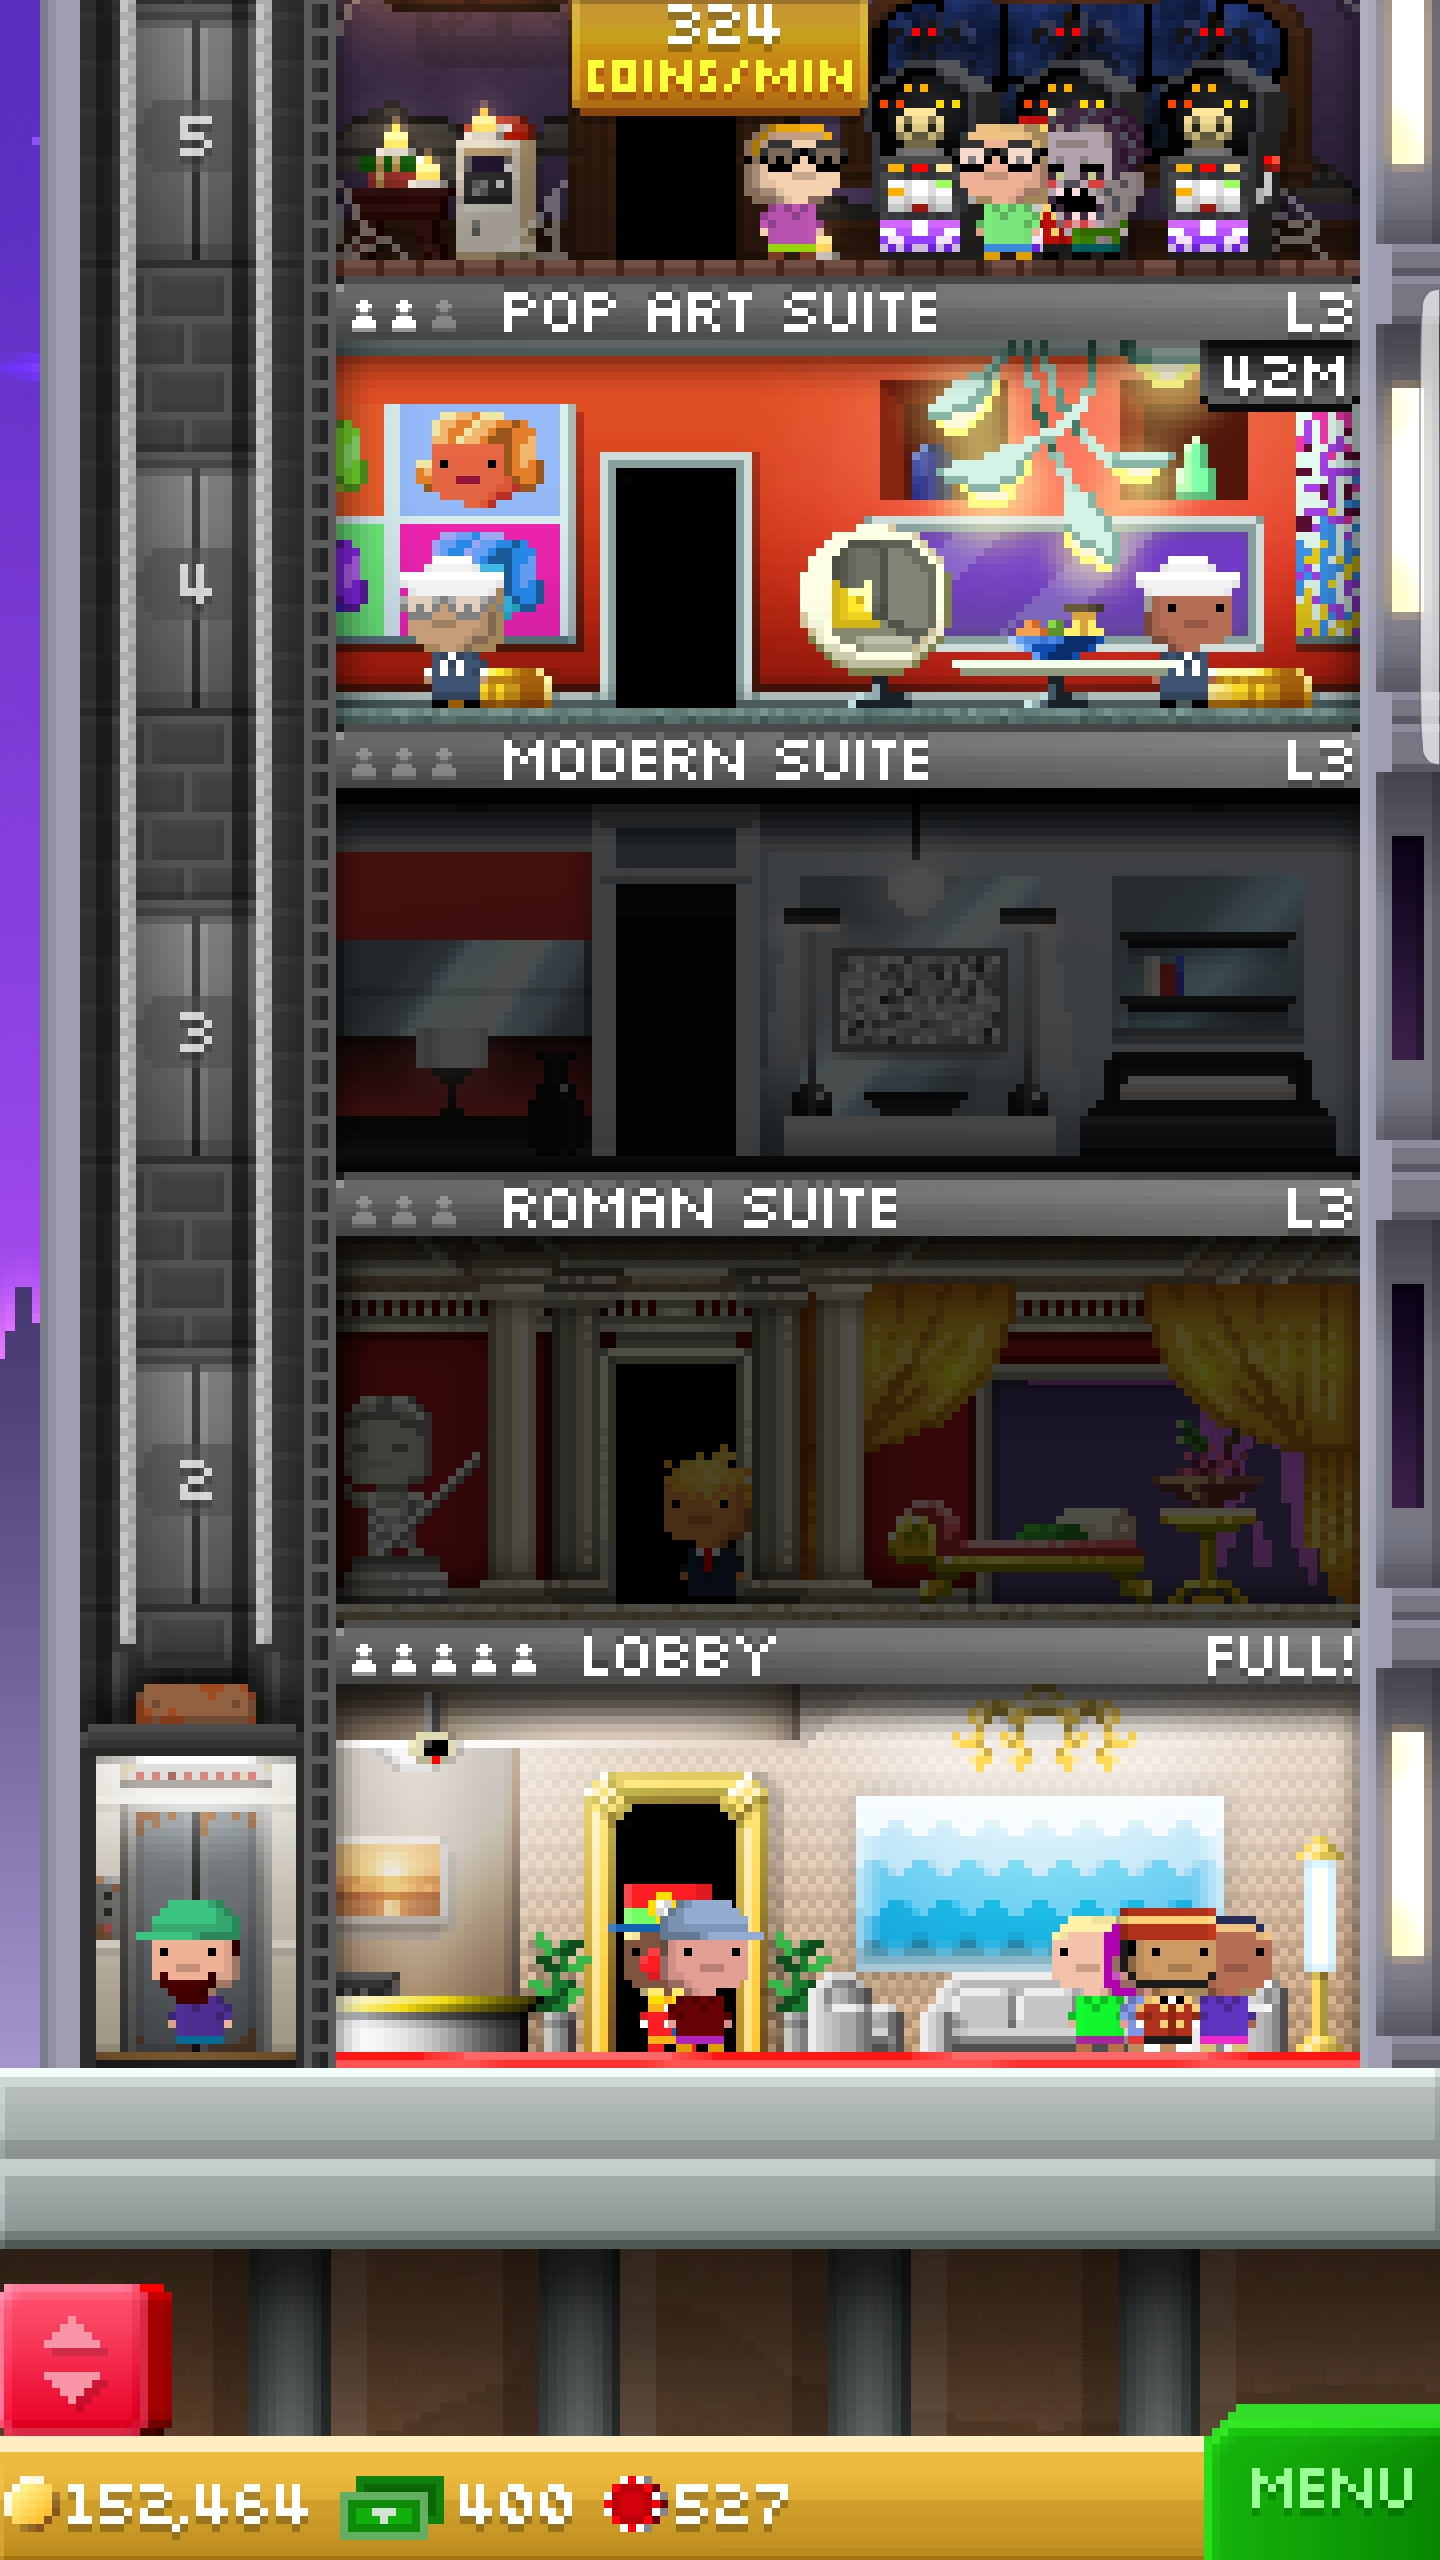 324
COINS/MIN
5
POP ART SUITE L3
42M
4
MODERN SUITE L3
3
ROMAN SUITE L3
2
LOBBY FULL!
152,464 400 527
MENU